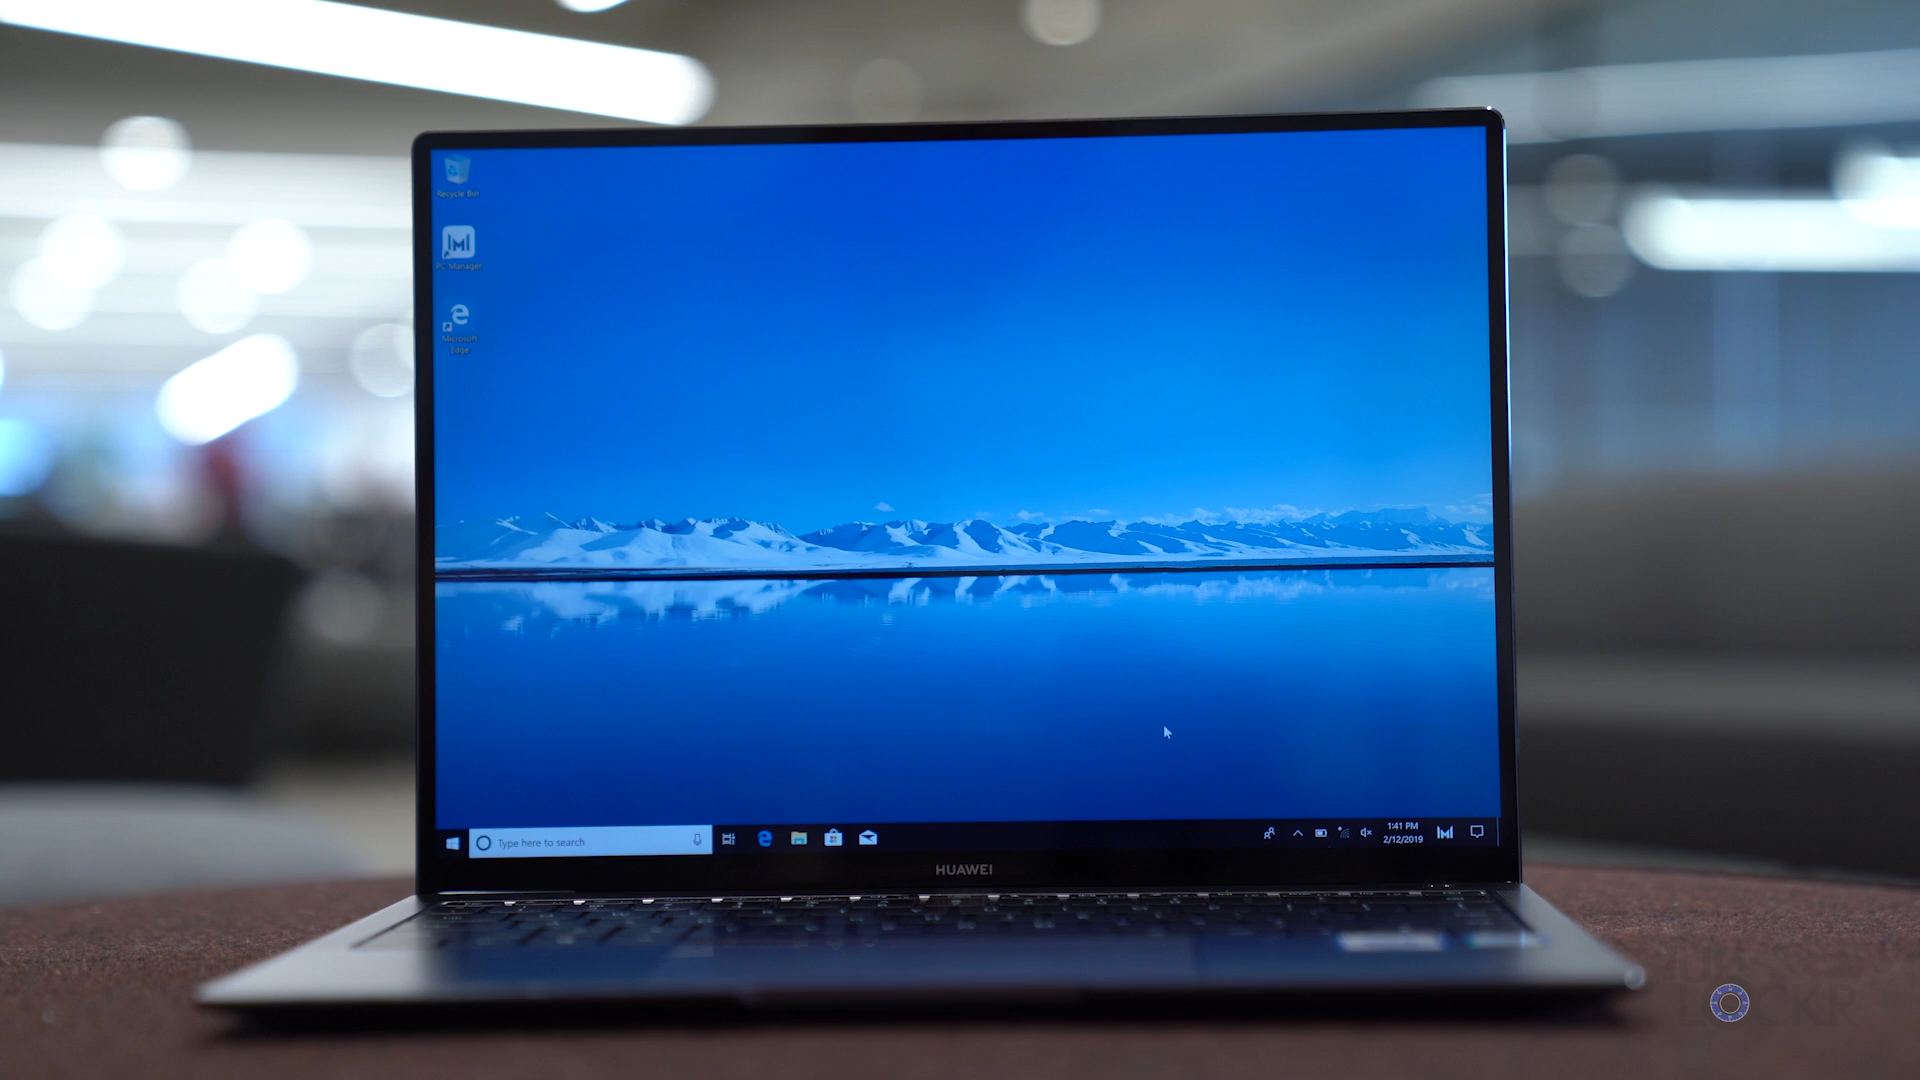 Recycle Bin
PC Manager
Microsoft
Edge
Type here to search
1:41 PM
2/12/2019
HUAWEI